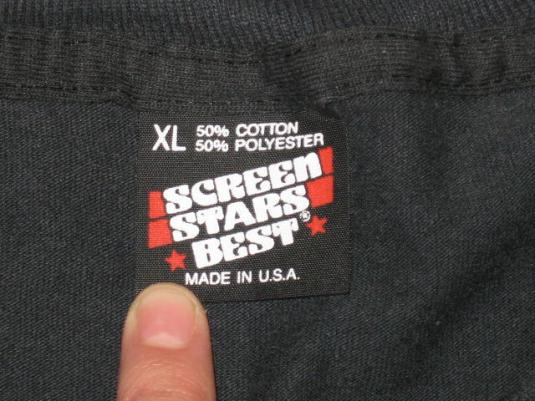 XL 50% COTTON
50% POLYESTER
SCREEN
STARS
BEST®
MADE IN U.S.A.